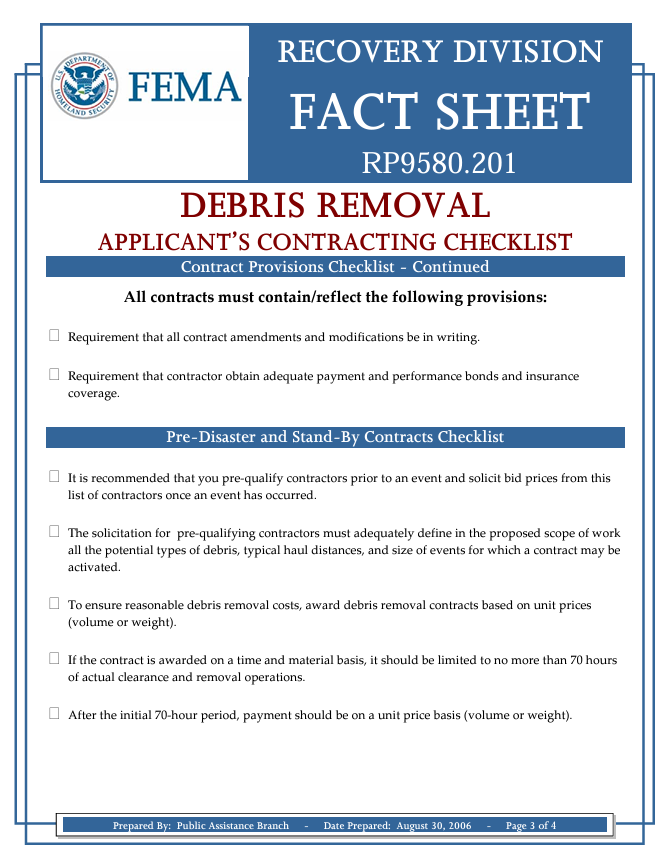 U.S. DEPARTMENT OF
HOMELAND SECURITY
FEMA
RECOVERY DIVISION
FACT SHEET
RP9580.201
DEBRIS REMOVAL
APPLICANT'S CONTRACTING CHECKLIST
Contract Provisions Checklist - Continued
All contracts must contain/reflect the following provisions:
Requirement that all contract amendments and modifications be in writing.
Requirement that contractor obtain adequate payment and performance bonds and insurance
coverage.
Pre-Disaster and Stand-By Contracts Checklist
It is recommended that you pre-qualify contractors prior to an event and solicit bid prices from this
list of contractors once an event has occurred.
The solicitation for pre-qualifying contractors must adequately define in the proposed scope of work
all the potential types of debris, typical haul distances, and size of events for which a contract may be
activated.
To ensure reasonable debris removal costs, award debris removal contracts based on unit prices
(volume or weight).
If the contract is awarded on a time and material basis, it should be limited to no more than 70 hours
of actual clearance and removal operations.
After the initial 70-hour period, payment should be on a unit price basis (volume or weight).
Prepared By: Public Assistance Branch - Date Prepared: August 30, 2006 - Page 3 of 4